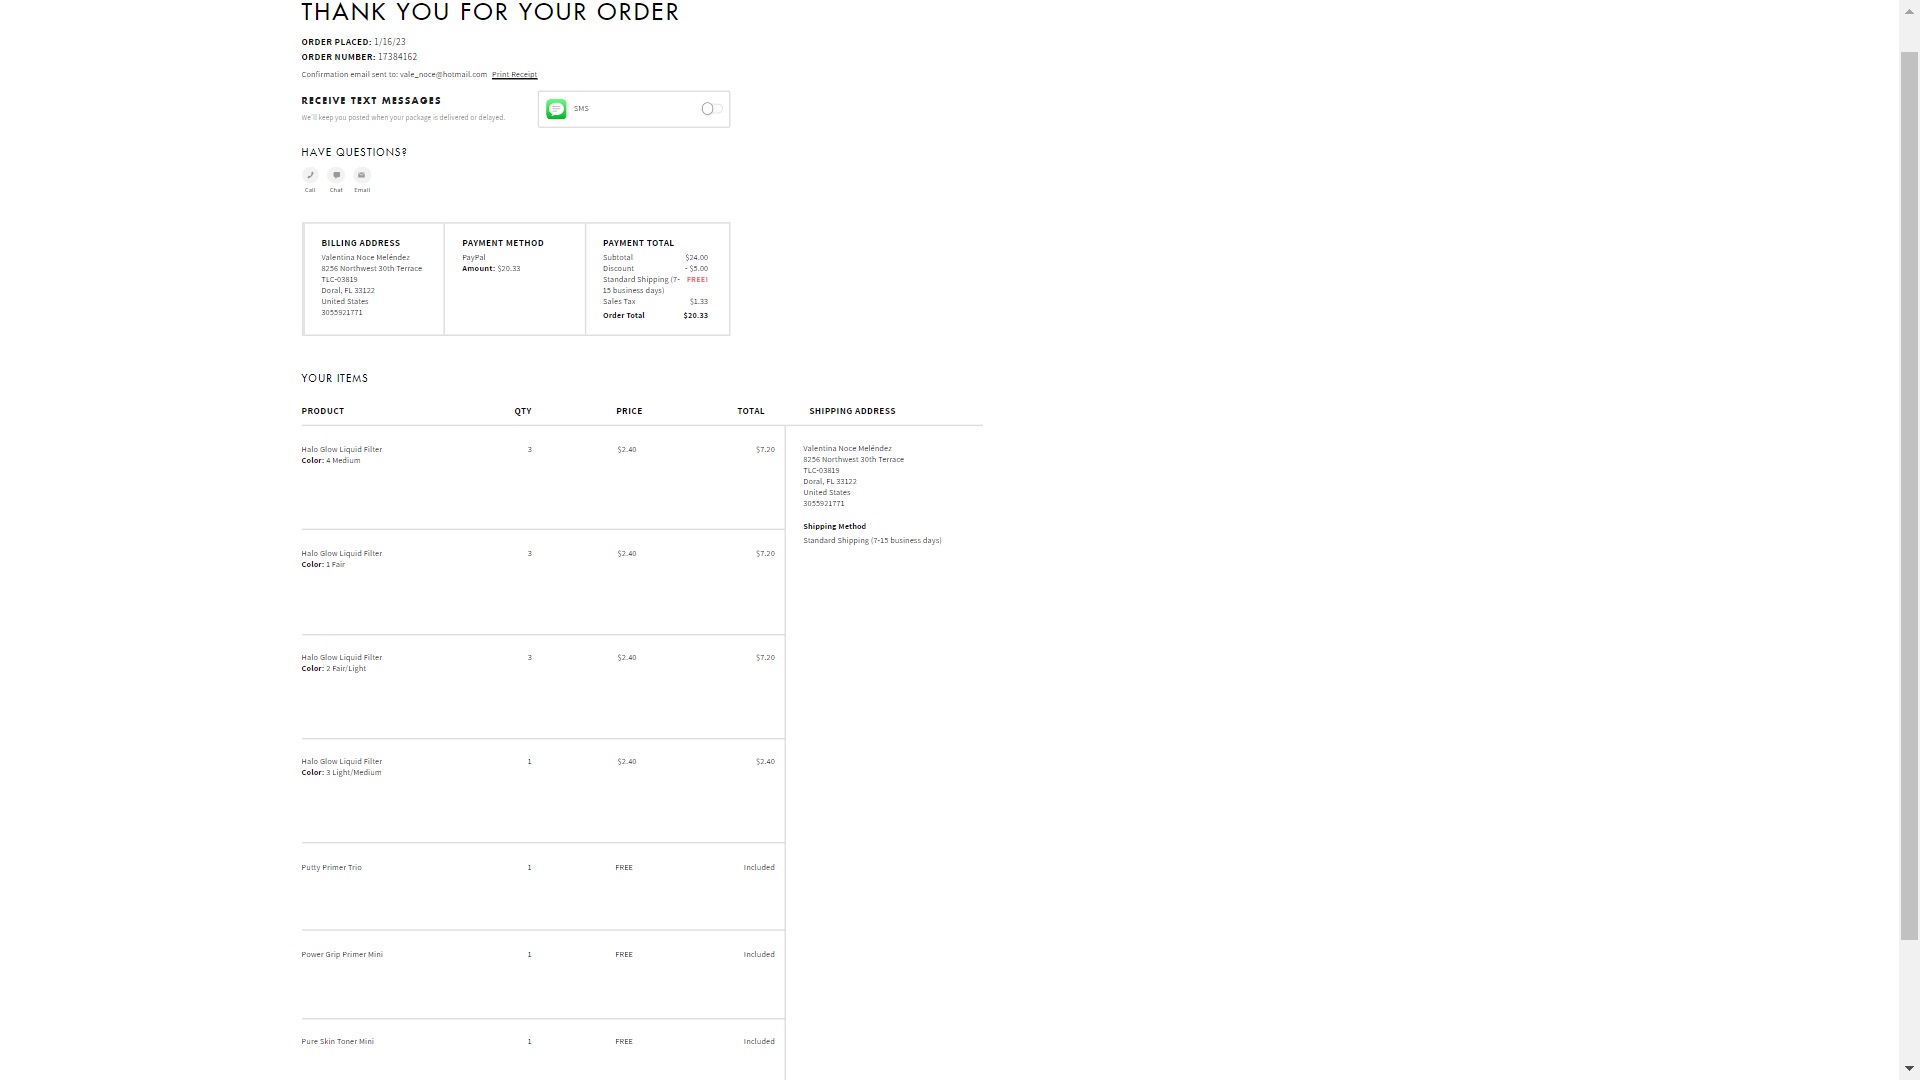 THANK YOU FOR YOUR ORDER
ORDER PLACED: 1/16/23
ORDER NUMBER: 17384162
Confirmation email sent to: vale_noce@hotmail.com Print Receipt
RECEIVE TEXT MESSAGES
We'll keep you posted when your package is delivered or delayed.
SMS
HAVE QUESTIONS?
Call Chat Email
BILLING ADDRESS
Valentina Noce Meléndez
8256 Northwest 30th Terrace
TLC-03819
Doral, FL 33122
United States
3055921771
PAYMENT METHOD
PayPal
Amount: $20.33
PAYMENT TOTAL
Subtotal $24.00
Discount - $5.00
Standard Shipping (7- FREE!
15 business days)
Sales Tax $1.33
Order Total $20.33
YOUR ITEMS
PRODUCT QTY PRICE TOTAL SHIPPING ADDRESS
Halo Glow Liquid Filter 3 $2.40 $7.20
Color: 4 Medium
Halo Glow Liquid Filter 3 $2.40 $7.20
Color: 1 Fair
Halo Glow Liquid Filter 3 $2.40 $7.20
Color: 2 Fair/Light
Halo Glow Liquid Filter 1 $2.40 $2.40
Color: 3 Light/Medium
Putty Primer Trio 1 FREE Included
Power Grip Primer Mini 1 FREE Included
Pure Skin Toner Mini 1 FREE Included
Valentina Noce Meléndez
8256 Northwest 30th Terrace
TLC-03819
Doral, FL 33122
United States
3055921771
Shipping Method
Standard Shipping (7-15 business days)